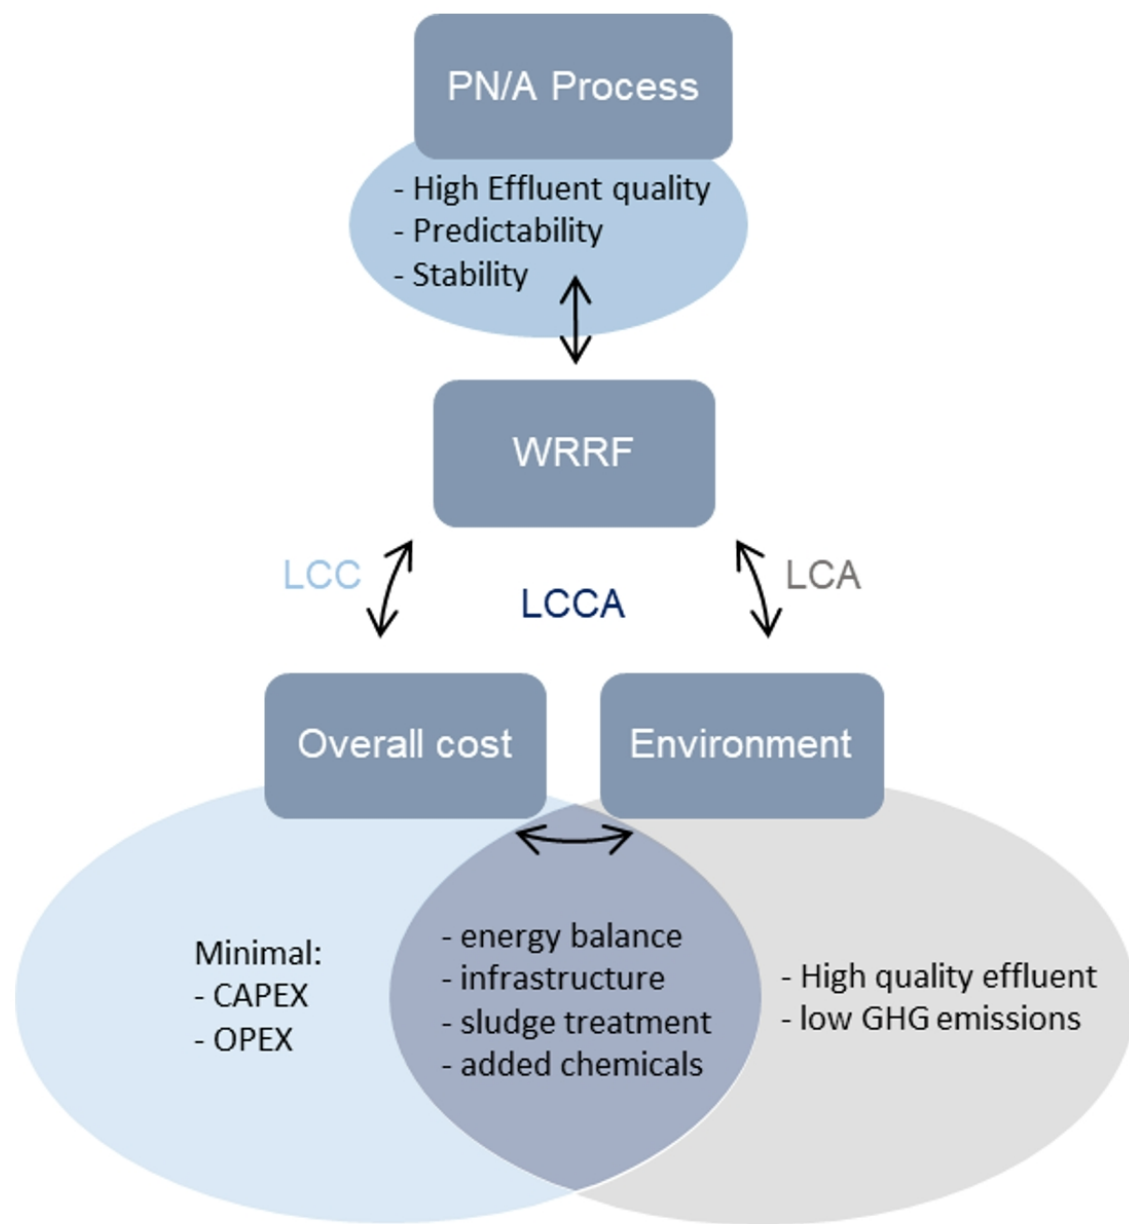 PN/A Process
- High Effluent quality
- Predictability
- Stability
WRRF
LCC
LCA
LCCA
Overall cost
Environment
Minimal:
- CAPEX
- OPEX
- energy balance
- infrastructure
- sludge treatment
- added chemicals
- High quality effluent
- low GHG emissions